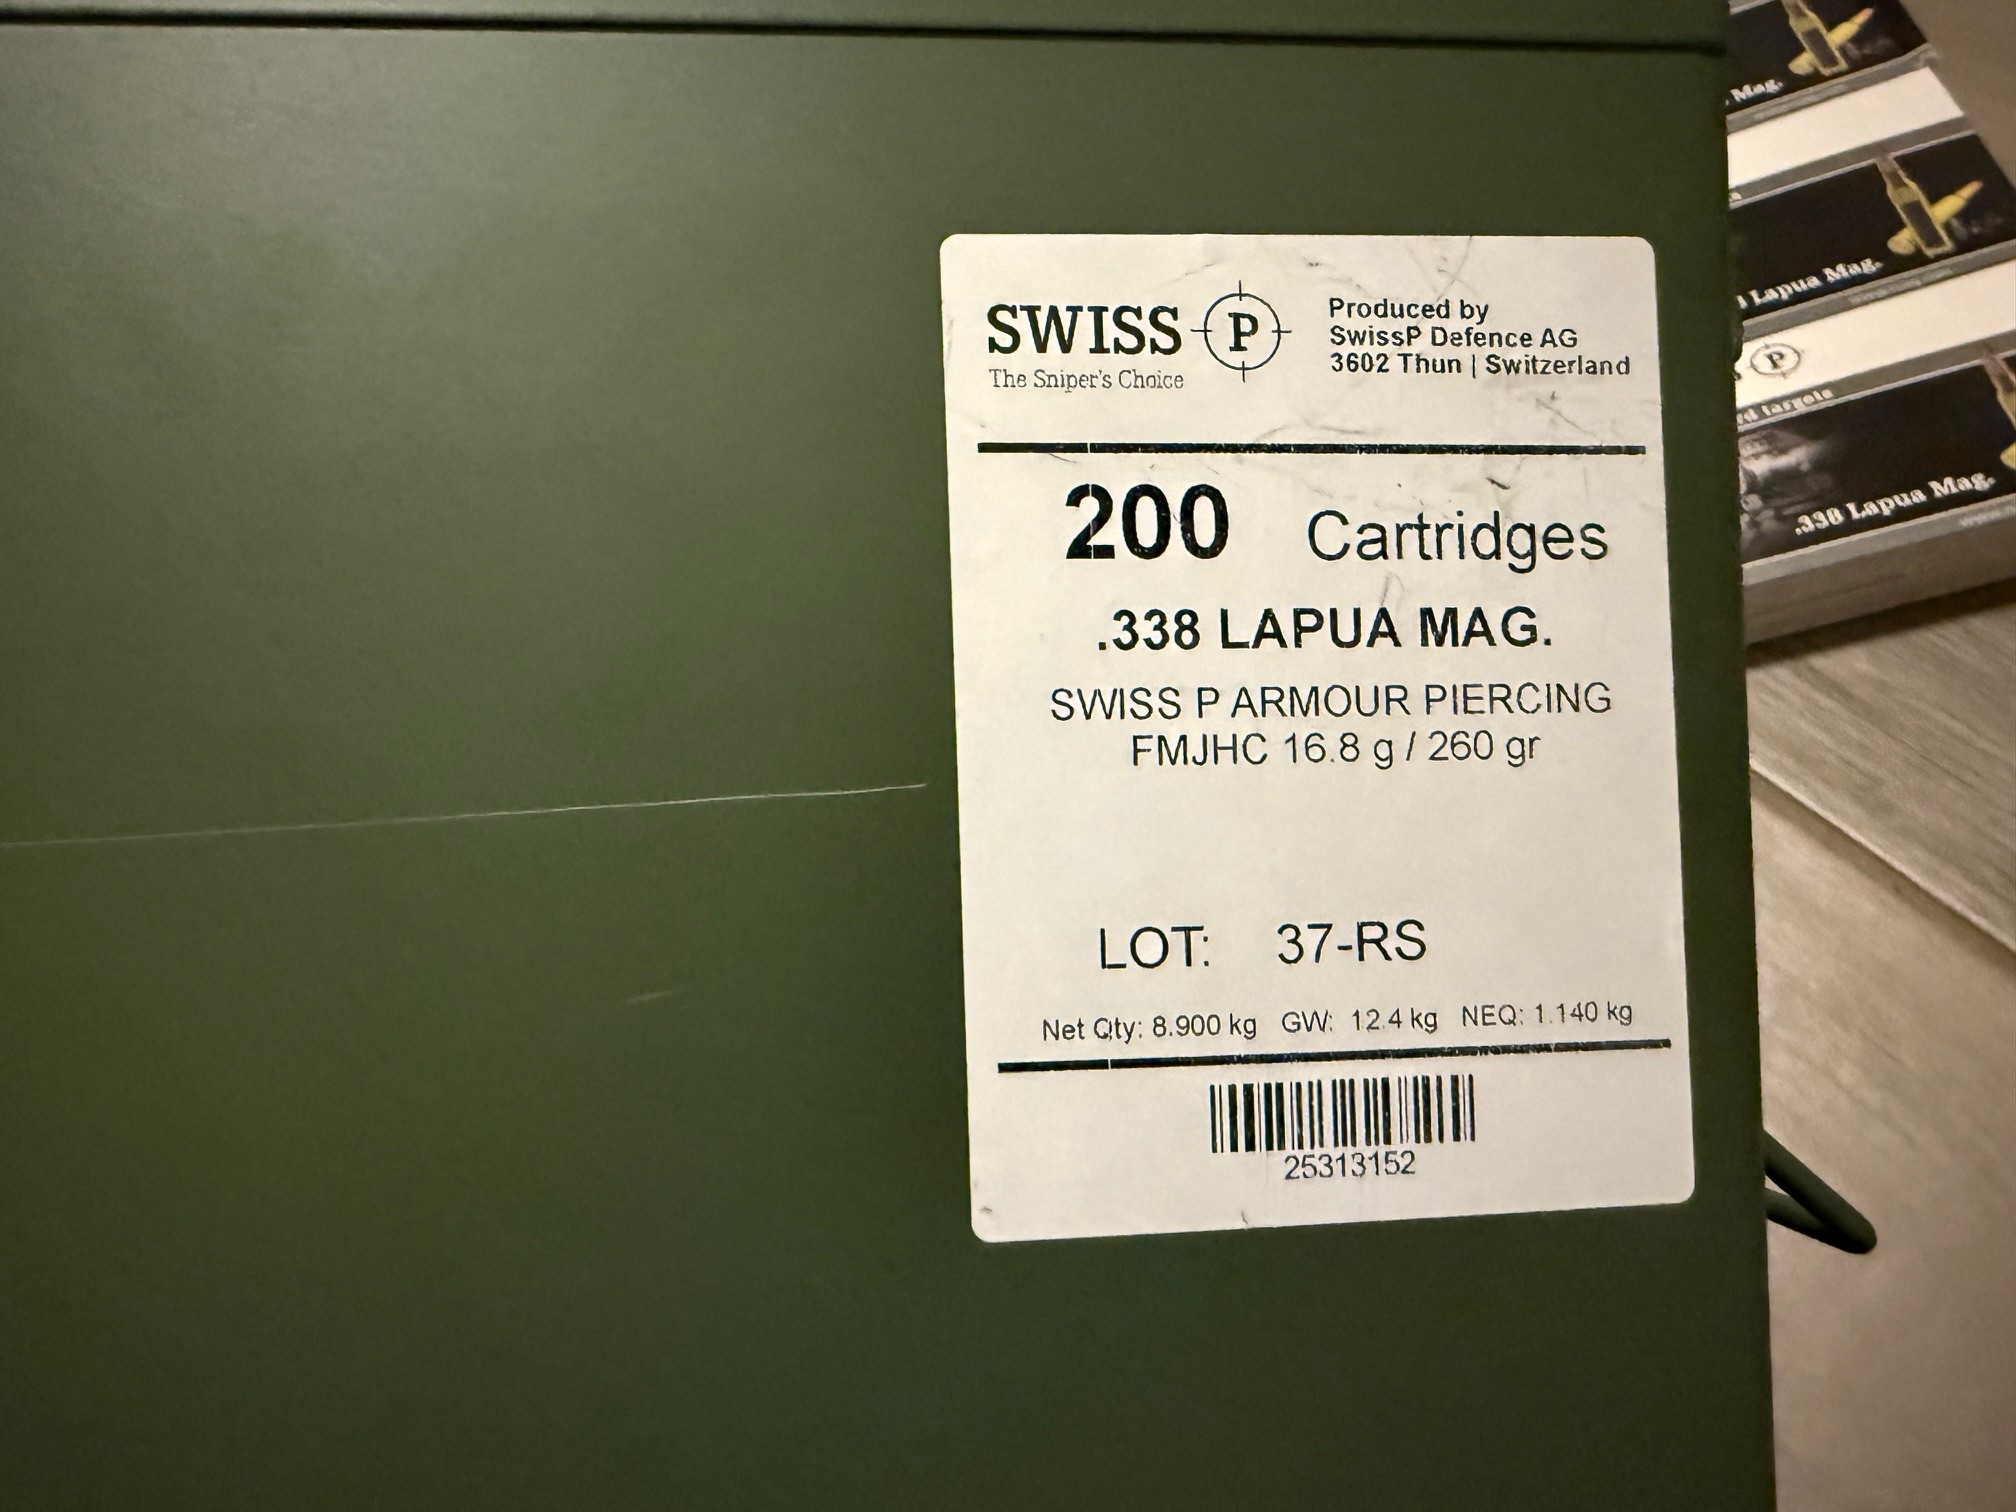 SWISS P
The Sniper's Choice
Produced by
SwissP Defence AG
3602 Thun | Switzerland
200 Cartridges
.338 LAPUA MAG.
SWISS P ARMOUR PIERCING
FMJHC 16.8 g / 260 gr
LOT: 37-RS
Net Qty: 8.900 kg GW: 12.4 kg NEQ: 1.140 kg
25313152
Mag.
Lapua Mag.
P
targets
.338 Lapua Mag.